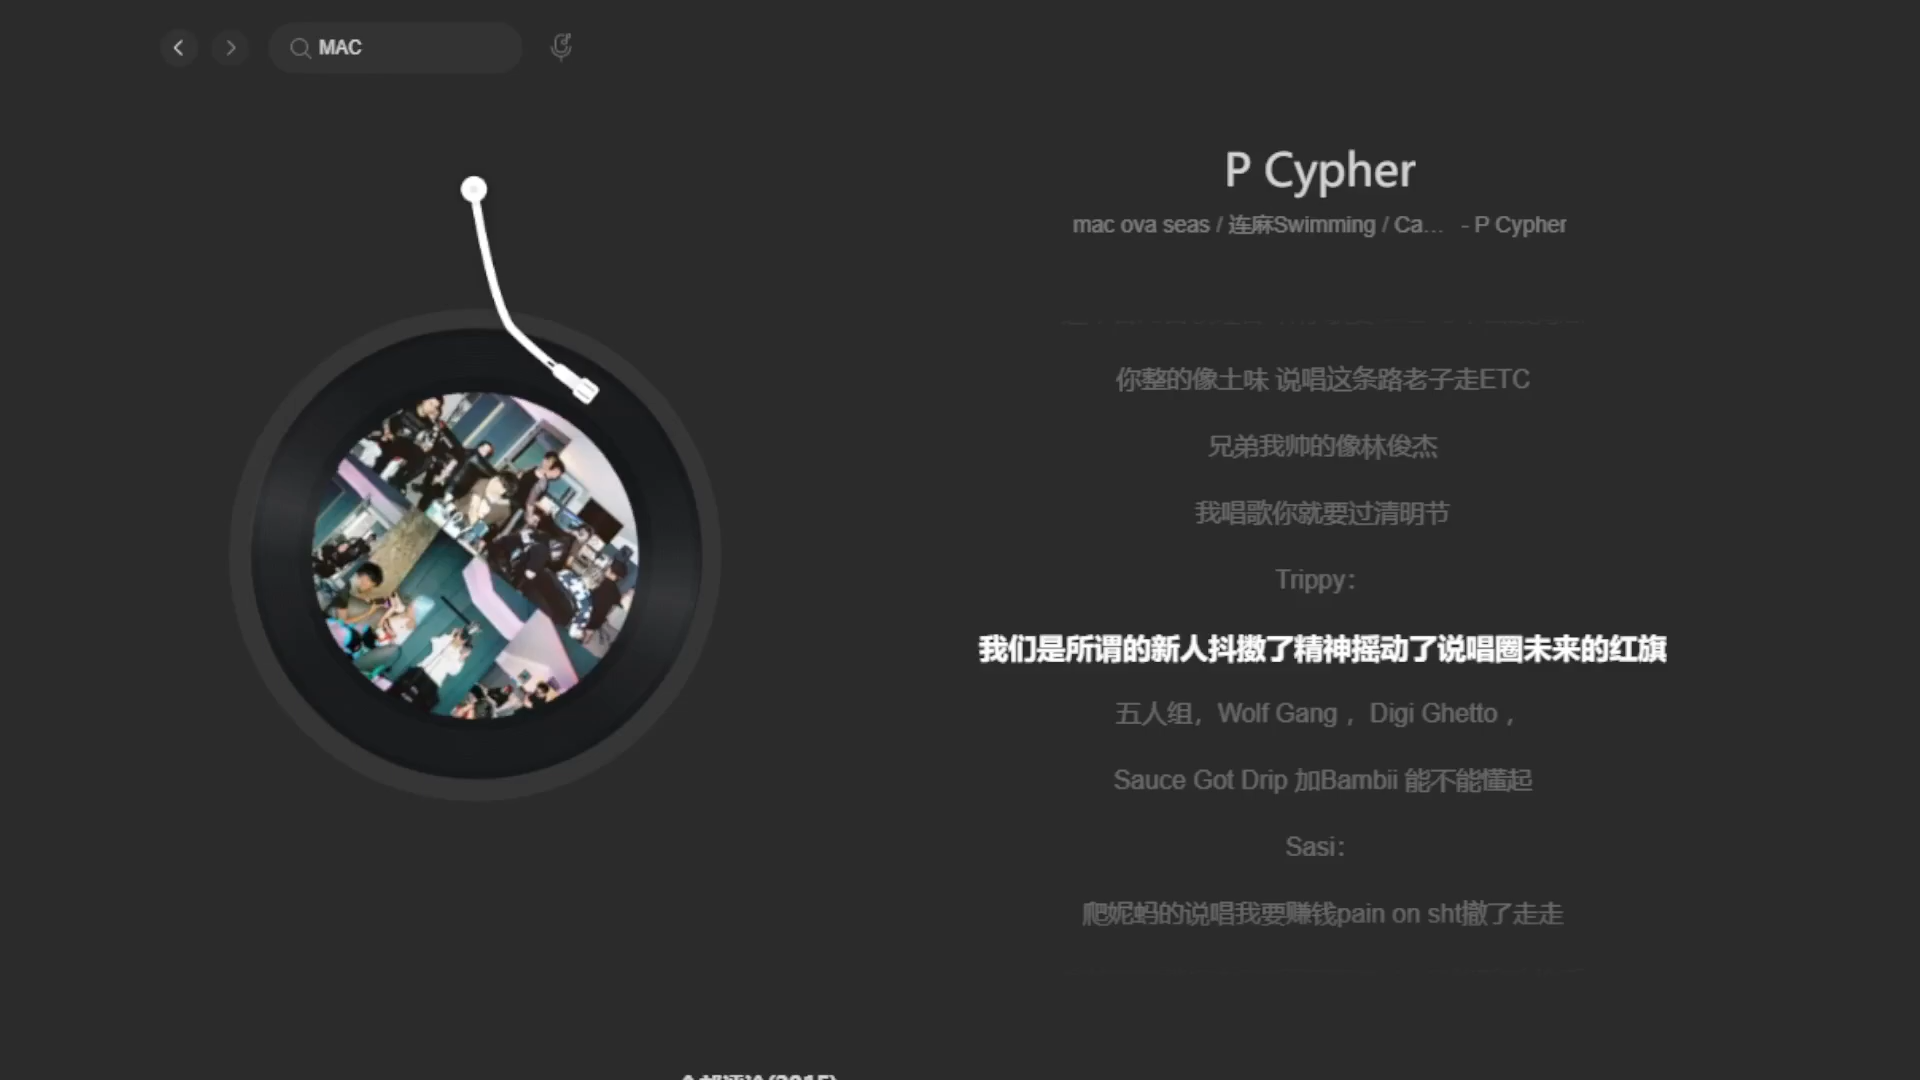 MAC
P Cypher
mac ova seas / 连麻Swimming / Ca... - P Cypher
你整的像土味 说唱这条路老子走ETC
兄弟我帅的像林俊杰
我唱歌你就要过清明节
Trippy：
我们是所谓的新人抖擞了精神摇动了说唱圈未来的红旗
五人组，Wolf Gang ，Digi Ghetto ，
Sauce Got Drip 加Bambii 能不能懂起
Sasi：
爬妮蚂的说唱我要赚钱pain on sht撤了走走